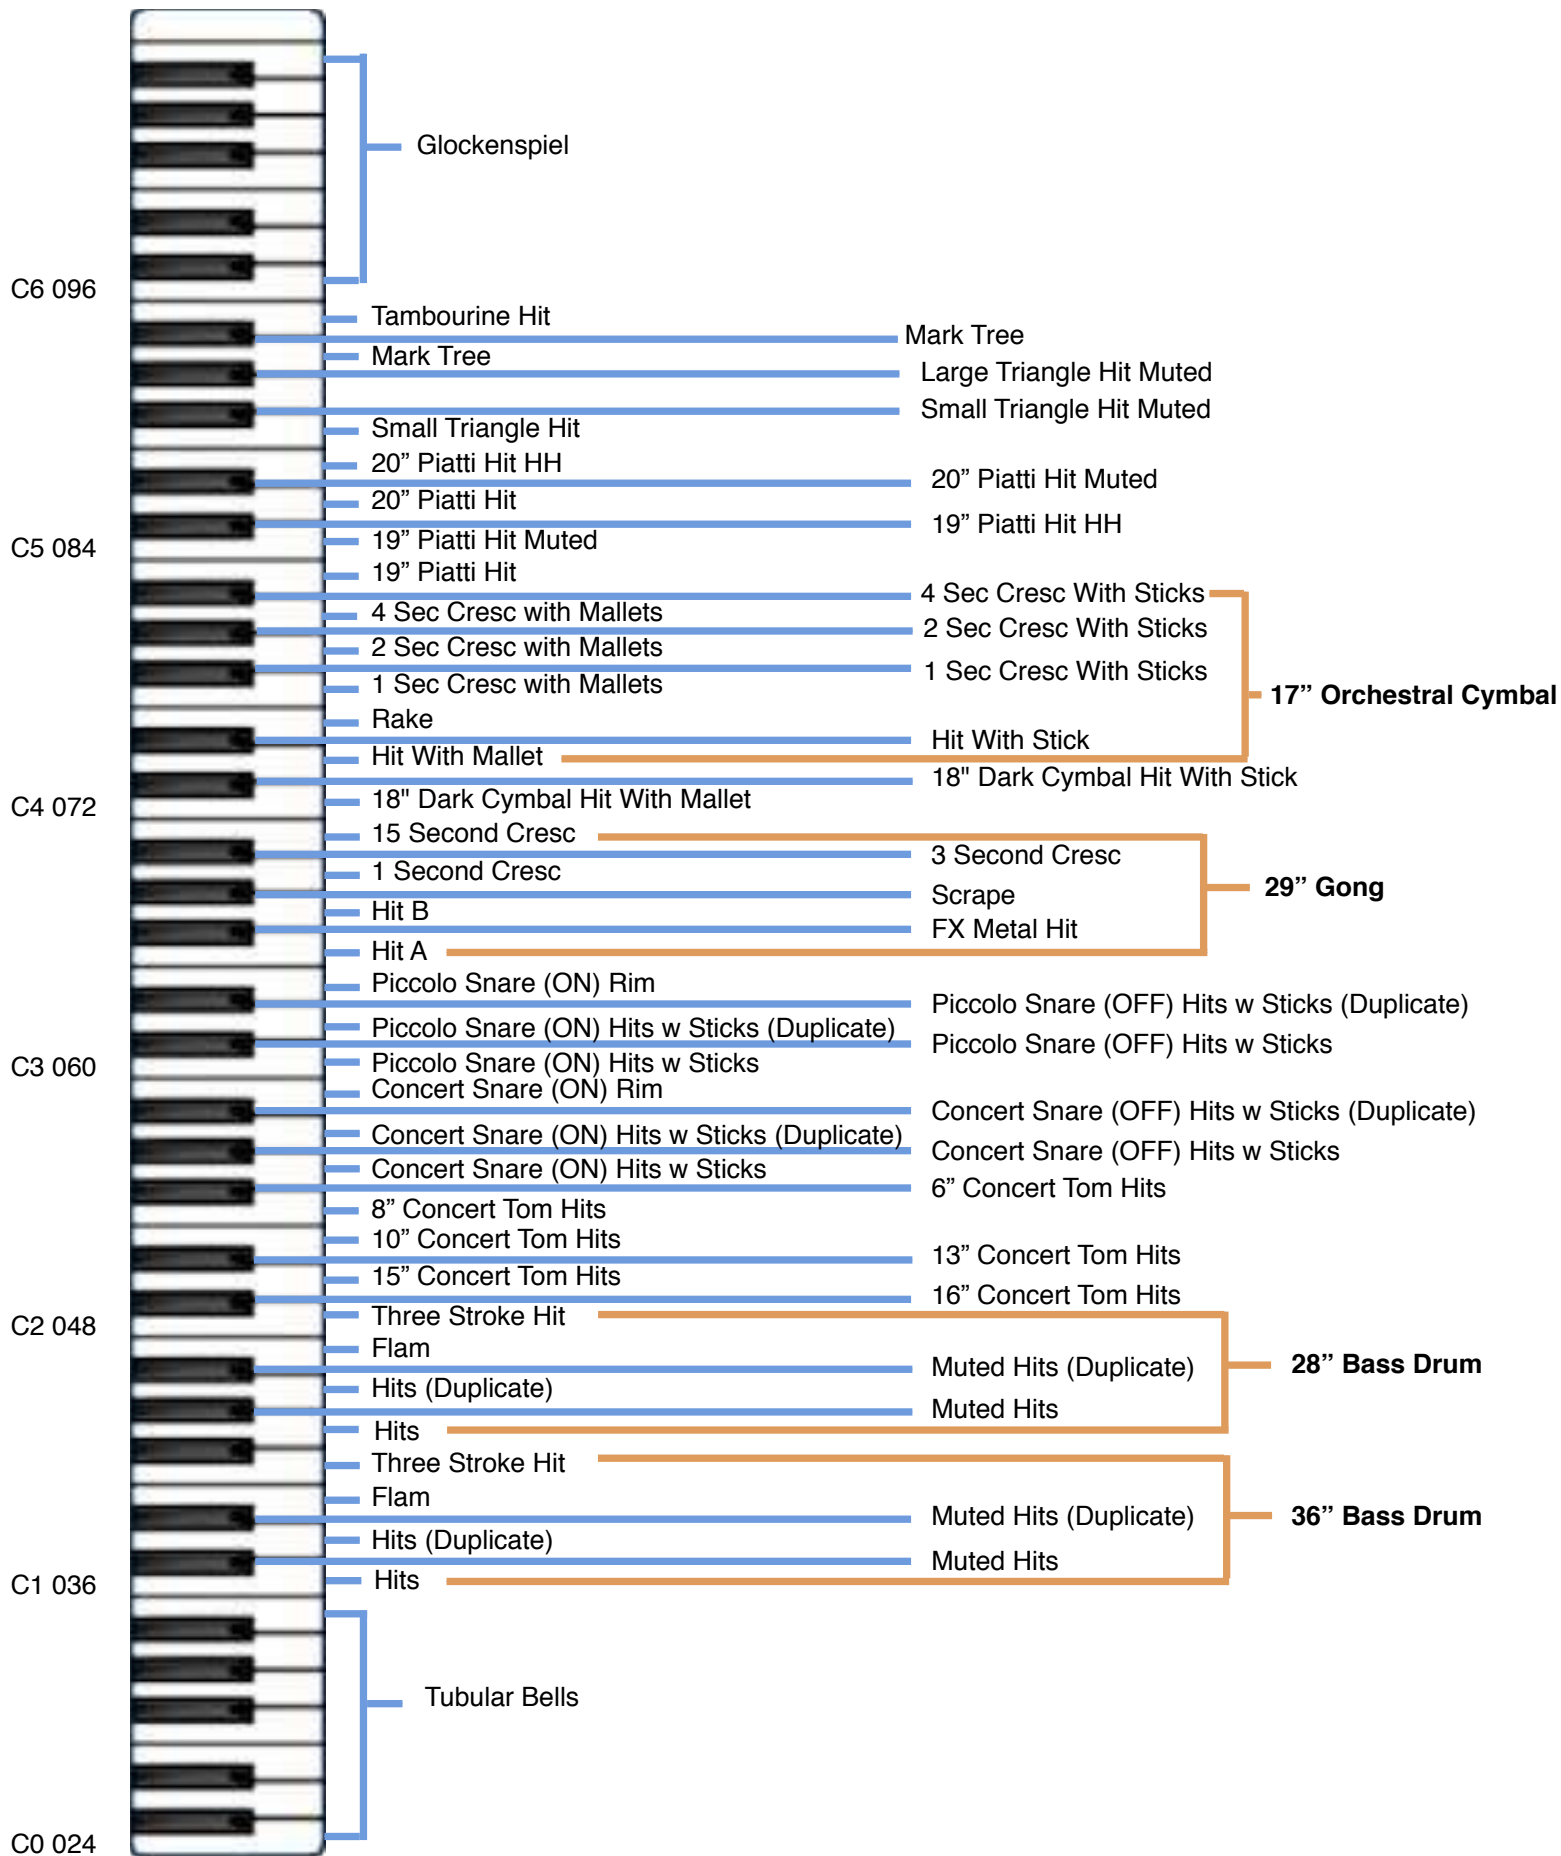 Glockenspiel
C6 096
Tambourine Hit
Mark Tree
Mark Tree
Large Triangle Hit Muted
Small Triangle Hit Muted
Small Triangle Hit
20” Piatti Hit HH
20” Piatti Hit Muted
20” Piatti Hit
19” Piatti Hit HH
C5 084
19” Piatti Hit Muted
19” Piatti Hit
4 Sec Cresc With Sticks
4 Sec Cresc with Mallets
2 Sec Cresc With Sticks
2 Sec Cresc with Mallets
1 Sec Cresc With Sticks
1 Sec Cresc with Mallets
17” Orchestral Cymbal
Rake
Hit With Stick
Hit With Mallet
18" Dark Cymbal Hit With Stick
C4 072
18" Dark Cymbal Hit With Mallet
15 Second Cresc
3 Second Cresc
1 Second Cresc
29” Gong
Scrape
Hit B
FX Metal Hit
Hit A
Piccolo Snare (ON) Rim
Piccolo Snare (OFF) Hits w Sticks (Duplicate)
Piccolo Snare (ON) Hits w Sticks (Duplicate)
Piccolo Snare (OFF) Hits w Sticks
C3 060
Piccolo Snare (ON) Hits w Sticks
Concert Snare (ON) Rim
Concert Snare (OFF) Hits w Sticks (Duplicate)
Concert Snare (ON) Hits w Sticks (Duplicate)
Concert Snare (OFF) Hits w Sticks
Concert Snare (ON) Hits w Sticks
6” Concert Tom Hits
8” Concert Tom Hits
10” Concert Tom Hits
13” Concert Tom Hits
15” Concert Tom Hits
16” Concert Tom Hits
C2 048
Three Stroke Hit
Flam
28” Bass Drum
Muted Hits (Duplicate)
Hits (Duplicate)
Muted Hits
Hits
Three Stroke Hit
Flam
Muted Hits (Duplicate)
36” Bass Drum
Hits (Duplicate)
Muted Hits
C1 036
Hits
Tubular Bells
C0 024